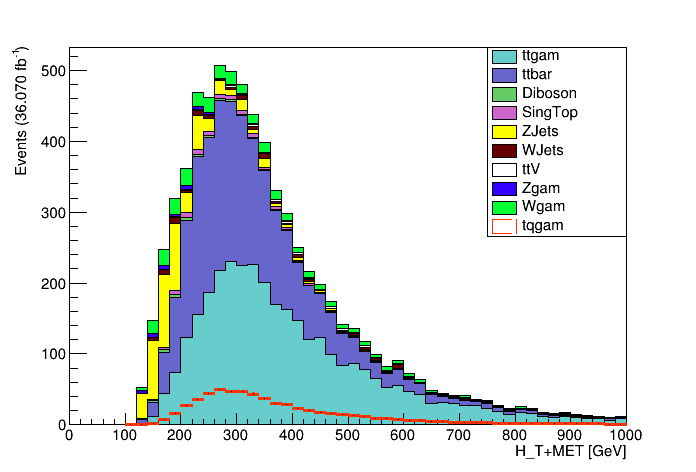 Events (36.070 fb⁻¹)
500
400
300
200
100
0
0 100 200 300 400 500 600 700 800 900 1000
H_T+MET [GeV]
ttgam
ttbar
Diboson
SingTop
ZJets
WJets
ttV
Zgam
Wgam
tqgam